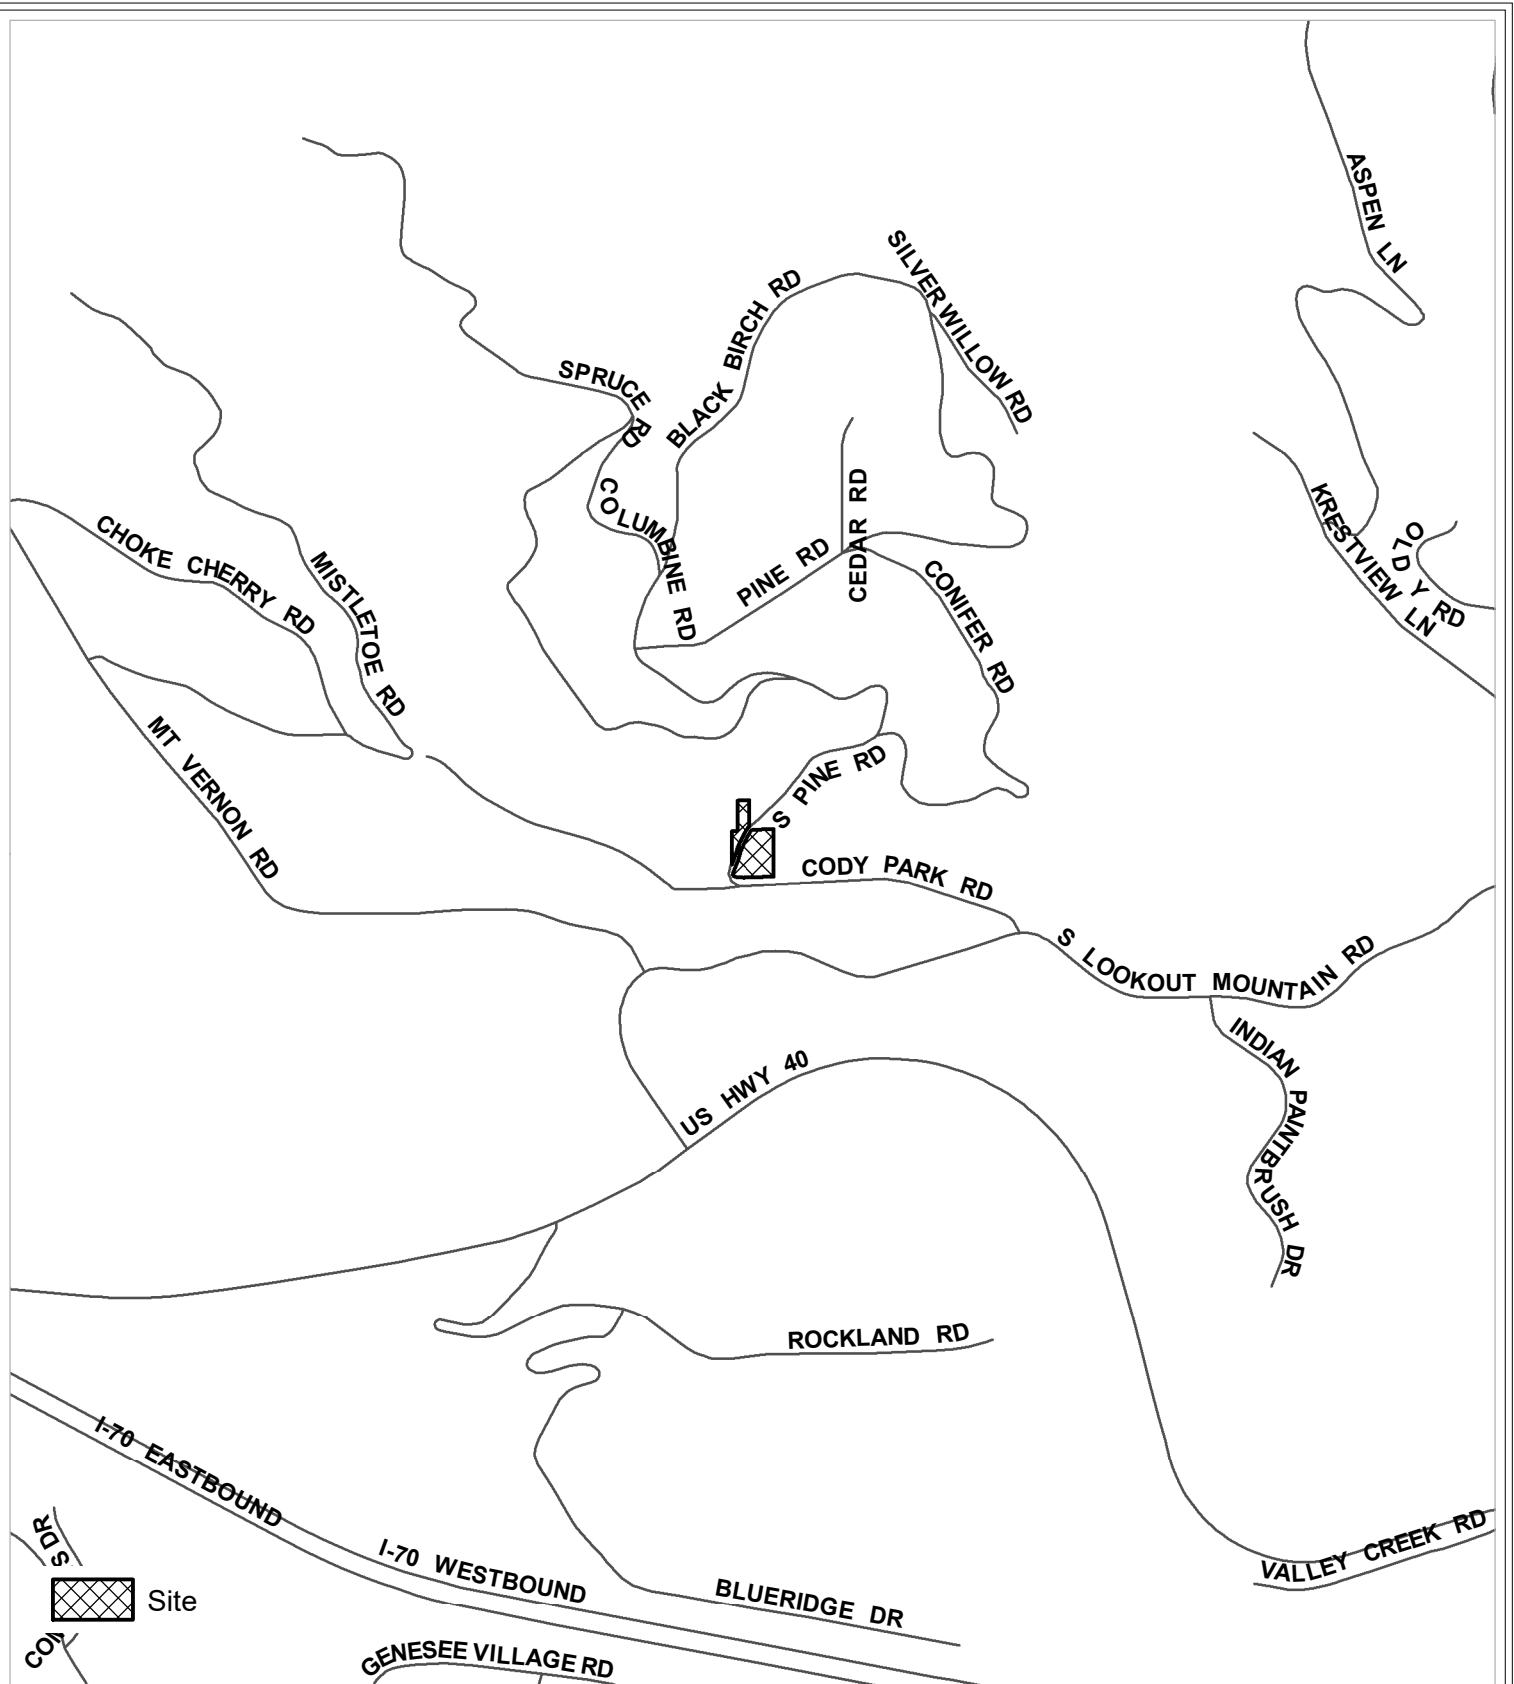 ASPEN LN
SILVER WILLOW RD
BLACK BIRCH RD
SPRUCE RD
COLUMBINE RD
CEDAR RD
PINE RD
CONIFER RD
KRESTVIEW LN
OLD Y RD
CHOKE CHERRY RD
MISTLETOE RD
MT VERNON RD
S PINE RD
CODY PARK RD
S LOOKOUT MOUNTAIN RD
INDIAN PAINTBRUSH DR
US HWY 40
ROCKLAND RD
I-70 EASTBOUND
I-70 WESTBOUND
VALLEY CREEK RD
BLUERIDGE DR
GENESEE VILLAGE RD
S DR
Site